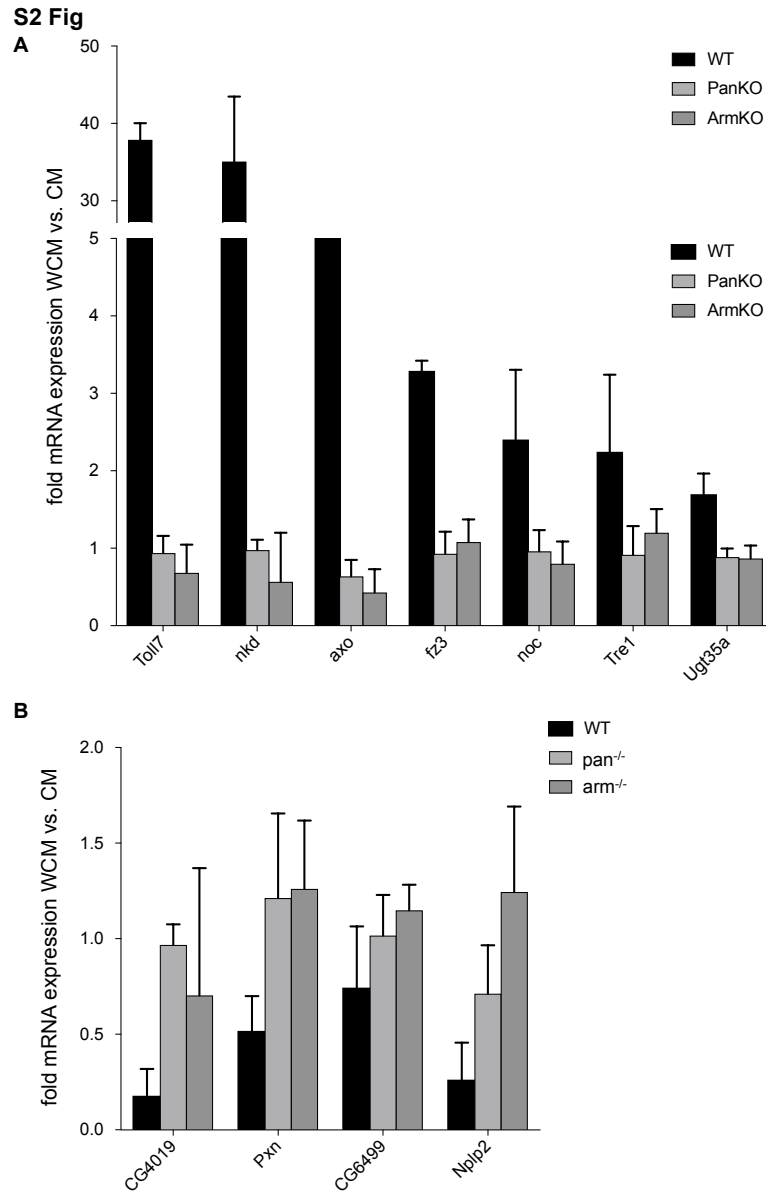 S2 Fig
A
fold mRNA expression WCM vs. CM
50
40
30
5
4
3
2
1
0
WT
PanKO
ArmKO
WT
PanKO
ArmKO
Toll7
nkd
axo
fz3
noc
Tre1
Ugt35a
B
fold mRNA expression WCM vs. CM
2.0
1.5
1.0
0.5
0.0
WT
pan-/-
arm-/-
CG4019
Pxn
CG6499
Nplp2